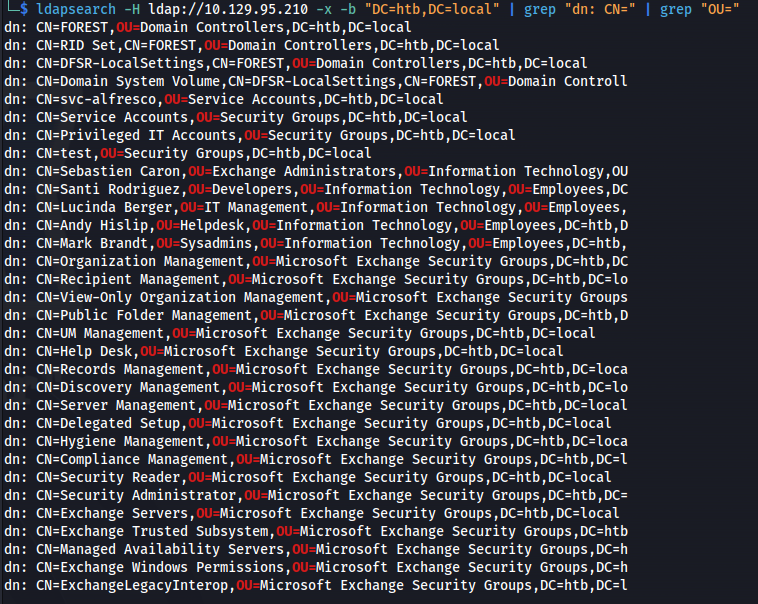 └─$ ldapsearch -H ldap://10.129.95.210 -x -b "DC=htb,DC=local" | grep "dn: CN=" | grep "OU="
dn: CN=FOREST,OU=Domain Controllers,DC=htb,DC=local
dn: CN=RID Set,CN=FOREST,OU=Domain Controllers,DC=htb,DC=local
dn: CN=DFSR-LocalSettings,CN=FOREST,OU=Domain Controllers,DC=htb,DC=local
dn: CN=Domain System Volume,CN=DFSR-LocalSettings,CN=FOREST,OU=Domain Controll
dn: CN=svc-alfresco,OU=Service Accounts,DC=htb,DC=local
dn: CN=Service Accounts,OU=Security Groups,DC=htb,DC=local
dn: CN=Privileged IT Accounts,OU=Security Groups,DC=htb,DC=local
dn: CN=test,OU=Security Groups,DC=htb,DC=local
dn: CN=Sebastien Caron,OU=Exchange Administrators,OU=Information Technology,OU
dn: CN=Santi Rodriguez,OU=Developers,OU=Information Technology,OU=Employees,DC
dn: CN=Lucinda Berger,OU=IT Management,OU=Information Technology,OU=Employees,
dn: CN=Andy Hislip,OU=Helpdesk,OU=Information Technology,OU=Employees,DC=htb,D
dn: CN=Mark Brandt,OU=Sysadmins,OU=Information Technology,OU=Employees,DC=htb,
dn: CN=Organization Management,OU=Microsoft Exchange Security Groups,DC=htb,DC
dn: CN=Recipient Management,OU=Microsoft Exchange Security Groups,DC=htb,DC=lo
dn: CN=View-Only Organization Management,OU=Microsoft Exchange Security Groups
dn: CN=Public Folder Management,OU=Microsoft Exchange Security Groups,DC=htb,D
dn: CN=UM Management,OU=Microsoft Exchange Security Groups,DC=htb,DC=local
dn: CN=Help Desk,OU=Microsoft Exchange Security Groups,DC=htb,DC=local
dn: CN=Records Management,OU=Microsoft Exchange Security Groups,DC=htb,DC=loca
dn: CN=Discovery Management,OU=Microsoft Exchange Security Groups,DC=htb,DC=lo
dn: CN=Server Management,OU=Microsoft Exchange Security Groups,DC=htb,DC=local
dn: CN=Delegated Setup,OU=Microsoft Exchange Security Groups,DC=htb,DC=local
dn: CN=Hygiene Management,OU=Microsoft Exchange Security Groups,DC=htb,DC=loca
dn: CN=Compliance Management,OU=Microsoft Exchange Security Groups,DC=htb,DC=l
dn: CN=Security Reader,OU=Microsoft Exchange Security Groups,DC=htb,DC=local
dn: CN=Security Administrator,OU=Microsoft Exchange Security Groups,DC=htb,DC=
dn: CN=Exchange Servers,OU=Microsoft Exchange Security Groups,DC=htb,DC=local
dn: CN=Exchange Trusted Subsystem,OU=Microsoft Exchange Security Groups,DC=htb
dn: CN=Managed Availability Servers,OU=Microsoft Exchange Security Groups,DC=h
dn: CN=Exchange Windows Permissions,OU=Microsoft Exchange Security Groups,DC=h
dn: CN=ExchangeLegacyInterop,OU=Microsoft Exchange Security Groups,DC=htb,DC=l